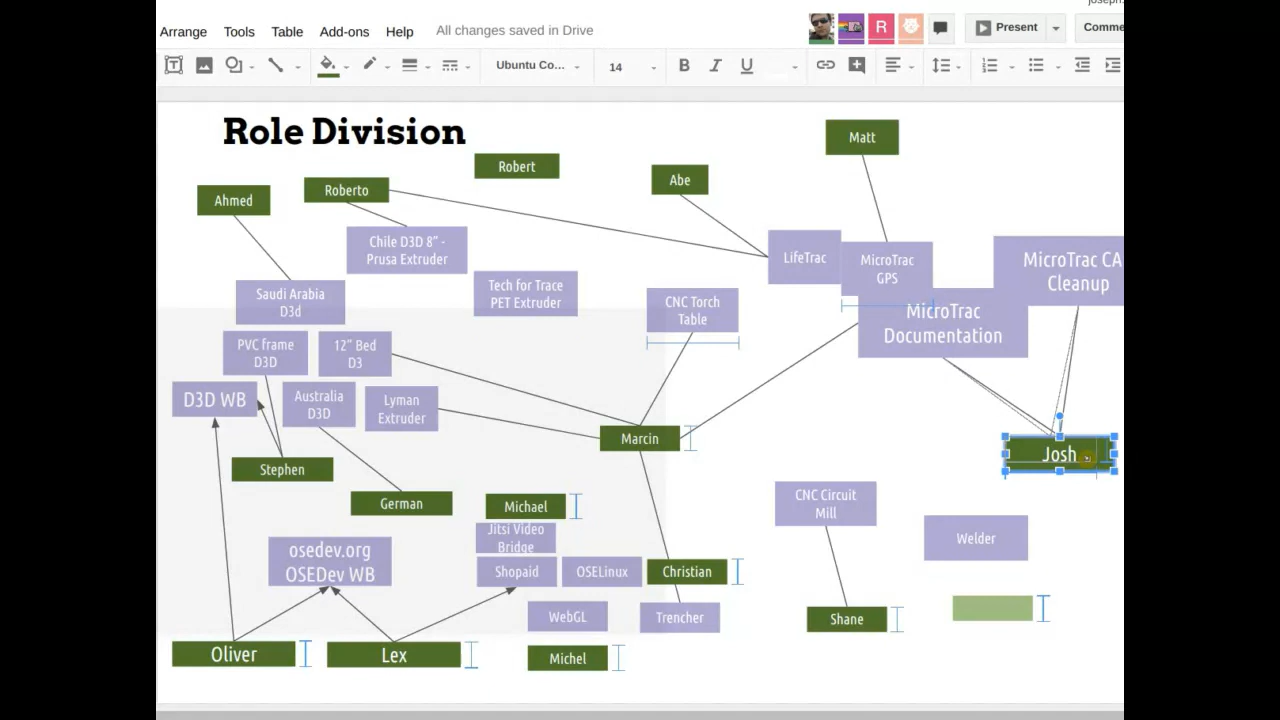 Arrange Tools Table Add-ons Help All changes saved in Drive
R Present
Ubuntu Co... 14 B I U
Role Division
Matt
Robert
Abe
Roberto
Ahmed
Chile D3D 8" -
Prusa Extruder
LifeTrac
MicroTrac
GPS
MicroTrac CA
Cleanup
Tech for Trace
PET Extruder
Saudi Arabia
D3d
CNC Torch
Table
MicroTrac
Documentation
PVC frame
D3D
12" Bed
D3
D3D WB
Australia
D3D
Lyman
Extruder
Marcin
Josh
Stephen
German
Michael
CNC Circuit
Mill
Jitsi Video
Bridge
Welder
osedev.org
OSEDev WB
Shopaid
OSELinux
Christian
WebGL
Trencher
Shane
Oliver
Lex
Michel